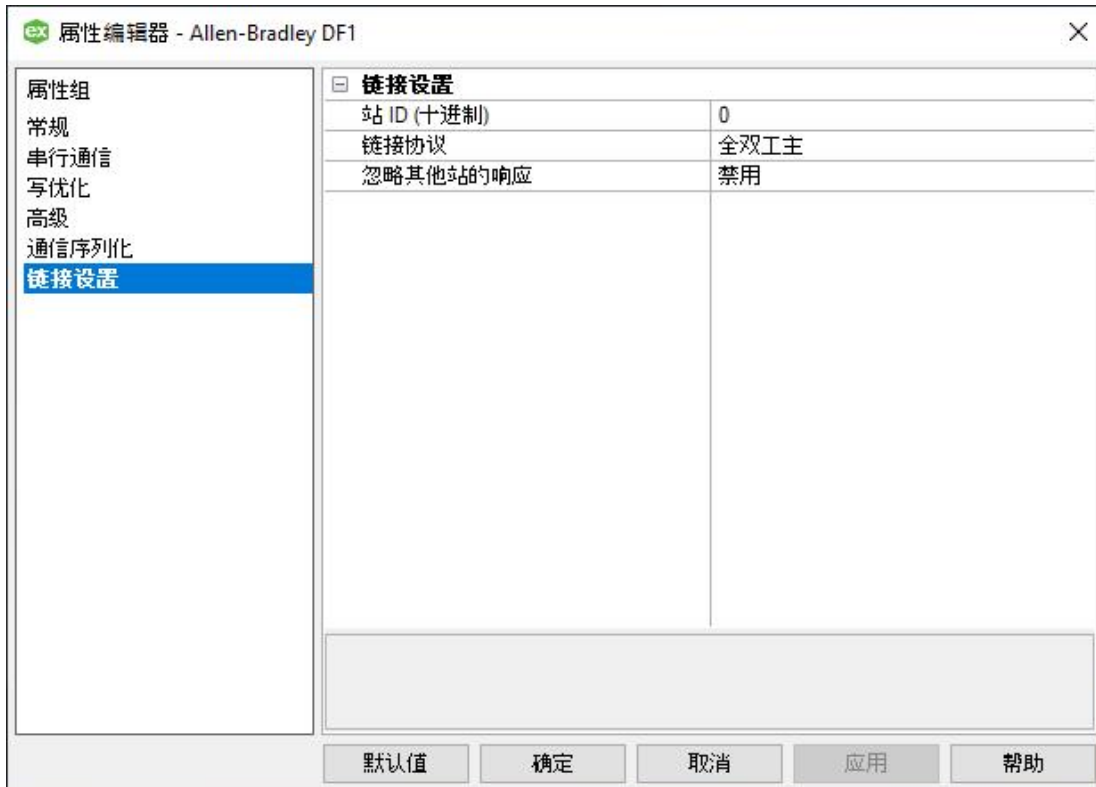 ex 属性编辑器 - Allen-Bradley DF1
属性组
常规
串行通信
写优化
高级
通信序列化
链接设置
链接设置
站 ID (十进制) 0
链接协议 全双工主
忽略其他站的响应 禁用
默认值 确定 取消 应用 帮助